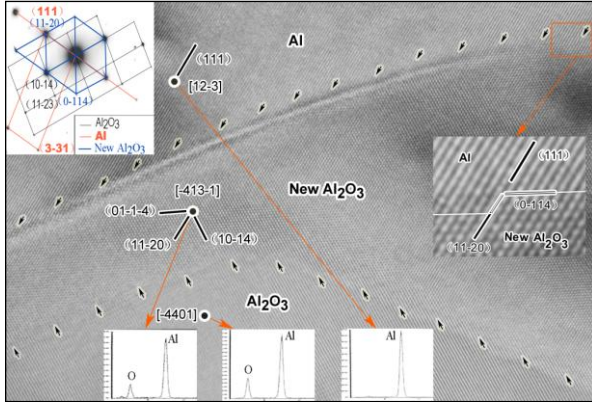 (111)
(11-20)
(10-14)
(11-23)
(0-114)
3-31
Al₂O₃
Al
New Al₂O₃
Al
(111)
[12-3]
New Al₂O₃
[-413-1]
(01-1-4)
(11-20)
(10-14)
Al₂O₃
[-4401]
Al
(111)
(0-114)
(11-20)
New Al₂O₃
Al
O
Al
O
Al